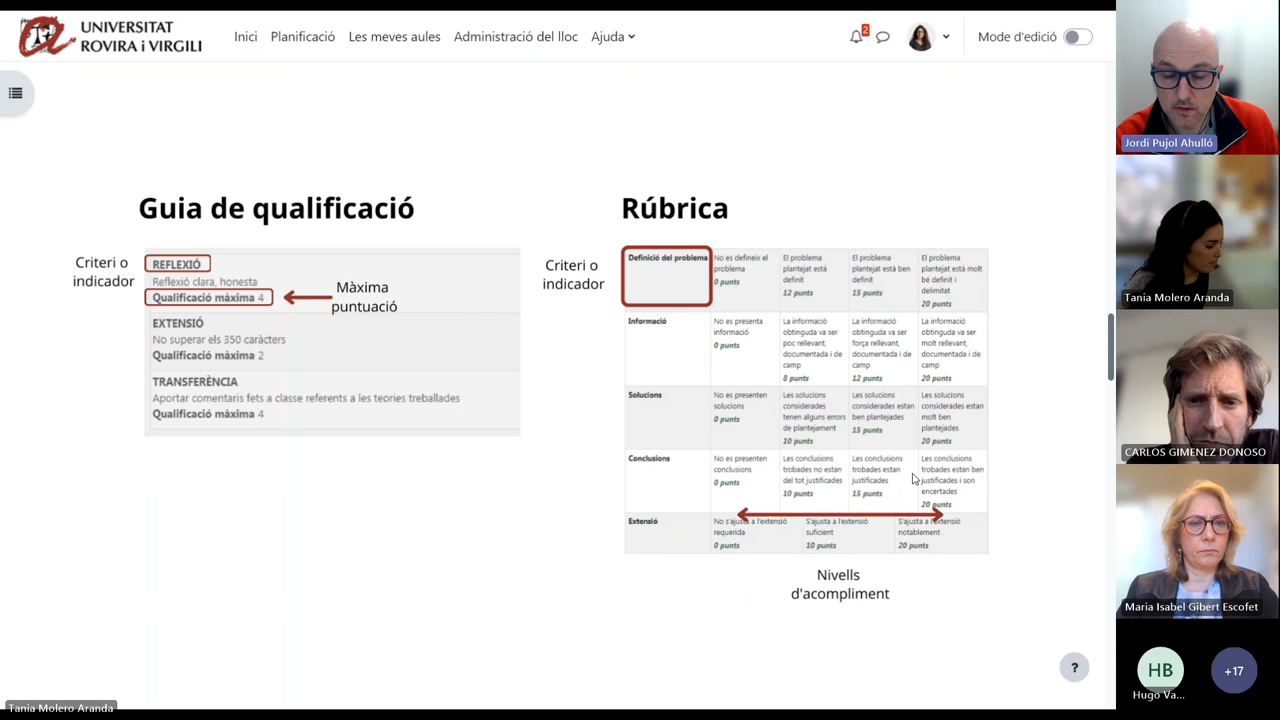 UNIVERSITAT
ROVIRA i VIRGILI
Inici Planificació Les meves aules Administració del lloc Ajuda
2
Mode d'edició
Guia de qualificació
Criteri o
indicador
REFLEXIÓ
Reflexió clara, honesta
Qualificació màxima 4
Màxima
puntuació
EXTENSIÓ
No superar els 350 caràcters
Qualificació màxima 2
TRANSFERÈNCIA
Aportar comentaris fets a classe referents a les teories treballades
Qualificació màxima 4
Rúbrica
Criteri o
indicador
Definició del problema
No es defineix el
problema
0 punts
El problema
plantejat està
definit
12 punts
El problema
plantejat està ben
definit
15 punts
El problema
plantejat està molt
bé definit i
delimitat
20 punts
Informació
No es presenta
informació
0 punts
La informació
obtinguda va ser
poc rellevant,
documentada i de
camp
8 punts
La informació
obtinguda va ser
força rellevant,
documentada i de
camp
12 punts
La informació
obtinguda va ser
molt rellevant,
documentada i de
camp
20 punts
Solucions
No es presenten
solucions
0 punts
Les solucions
considerades
tenen alguns errors
de plantejament
10 punts
Les solucions
considerades estan
ben plantejades
15 punts
Les solucions
considerades estan
molt ben
plantejades
20 punts
Conclusions
No es presenten
conclusions
0 punts
Les conclusions
trobades no estan
del tot justificades
10 punts
Les conclusions
trobades estan
justificades
15 punts
Les conclusions
trobades estan ben
justificades i son
encertades
20 punts
Extensió
No s'ajusta a l'extensió
requerida
0 punts
S'ajusta a l'extensió
suficient
10 punts
S'ajusta a l'extensió
notablement
20 punts
Nivells
d'acompliment
?
Tania Molero Aranda
Jordi Pujol Ahulló
Tania Molero Aranda
CARLOS GIMENEZ DONOSO
Maria Isabel Gibert Escofet
HB
Hugo Va...
+17